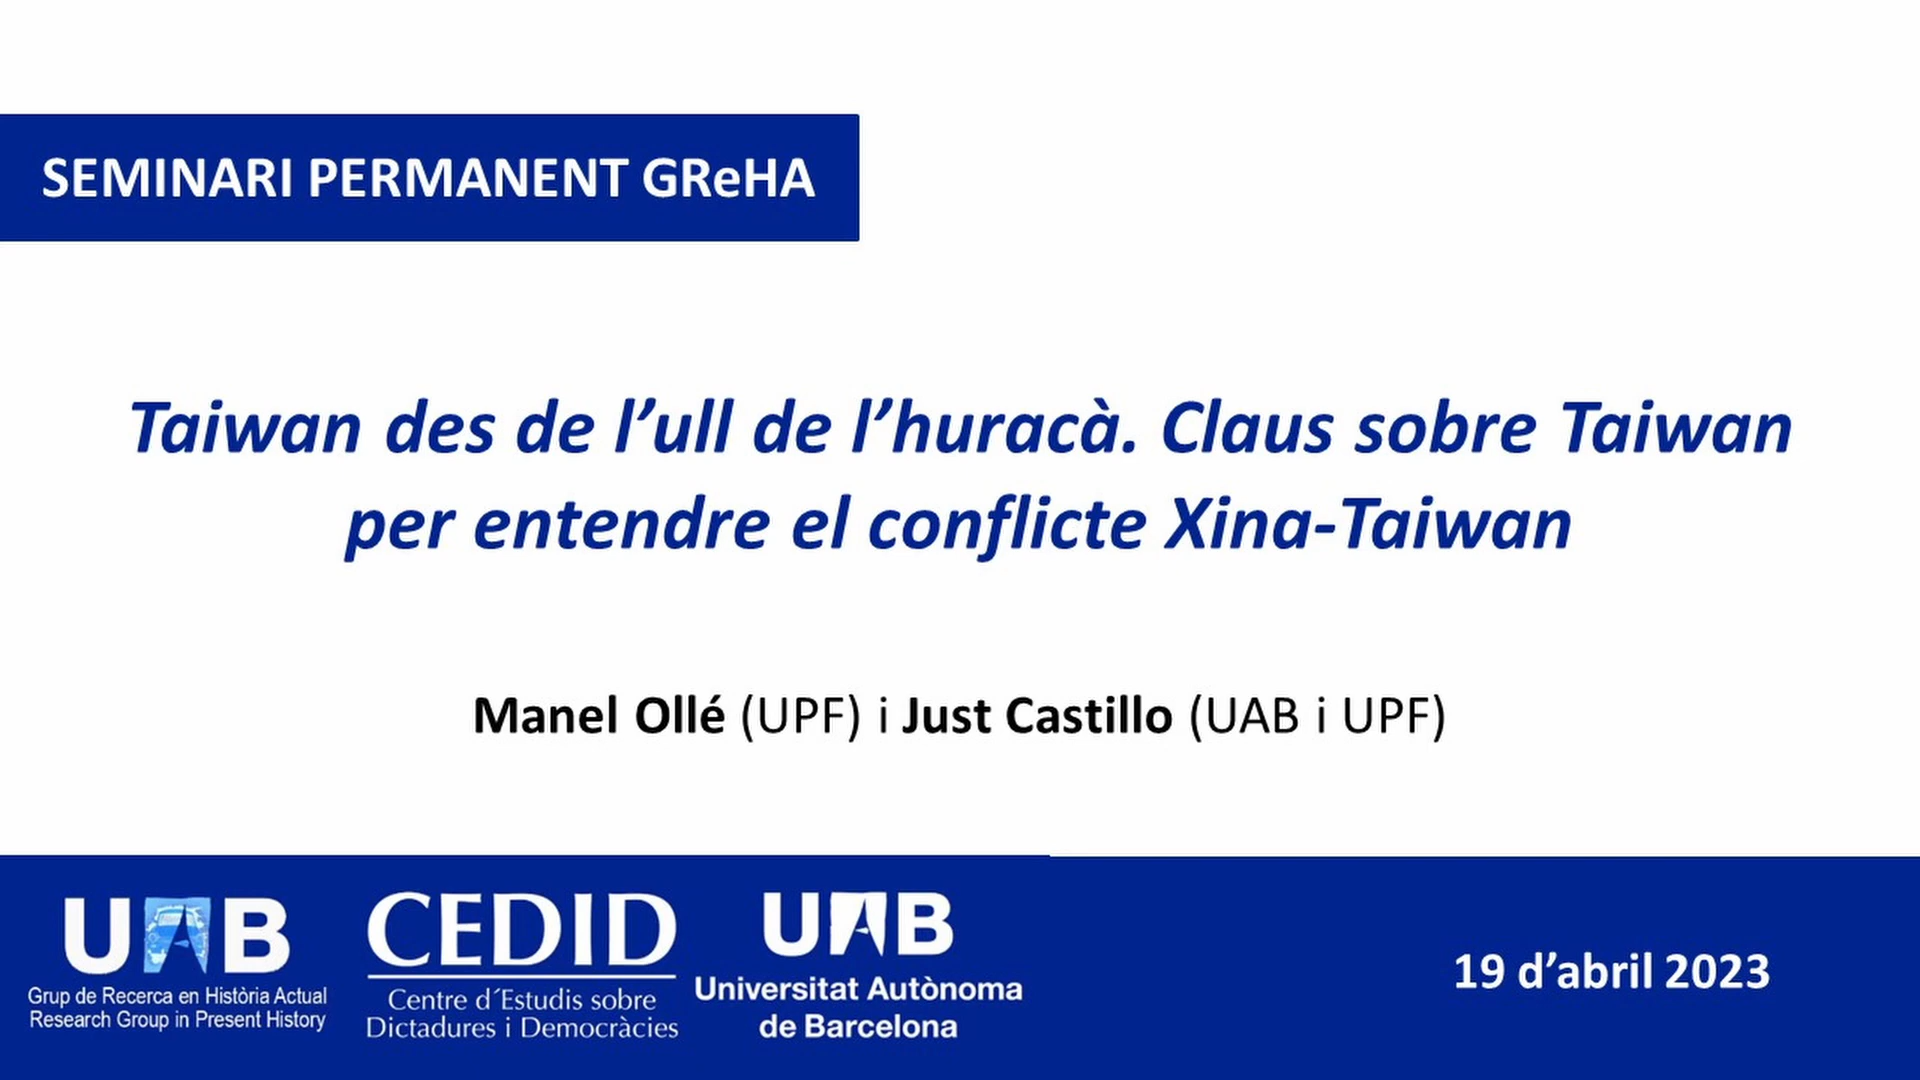 SEMINARI PERMANENT GReHA
Taiwan des de l’ull de l’huracà. Claus sobre Taiwan
per entendre el conflicte Xina-Taiwan
Manel Ollé (UPF) i Just Castillo (UAB i UPF)
UAB
Grup de Recerca en Història Actual
Research Group in Present History
CEDID
Centre d´Estudis sobre
Dictadures i Democràcies
UAB
Universitat Autònoma
de Barcelona
19 d’abril 2023